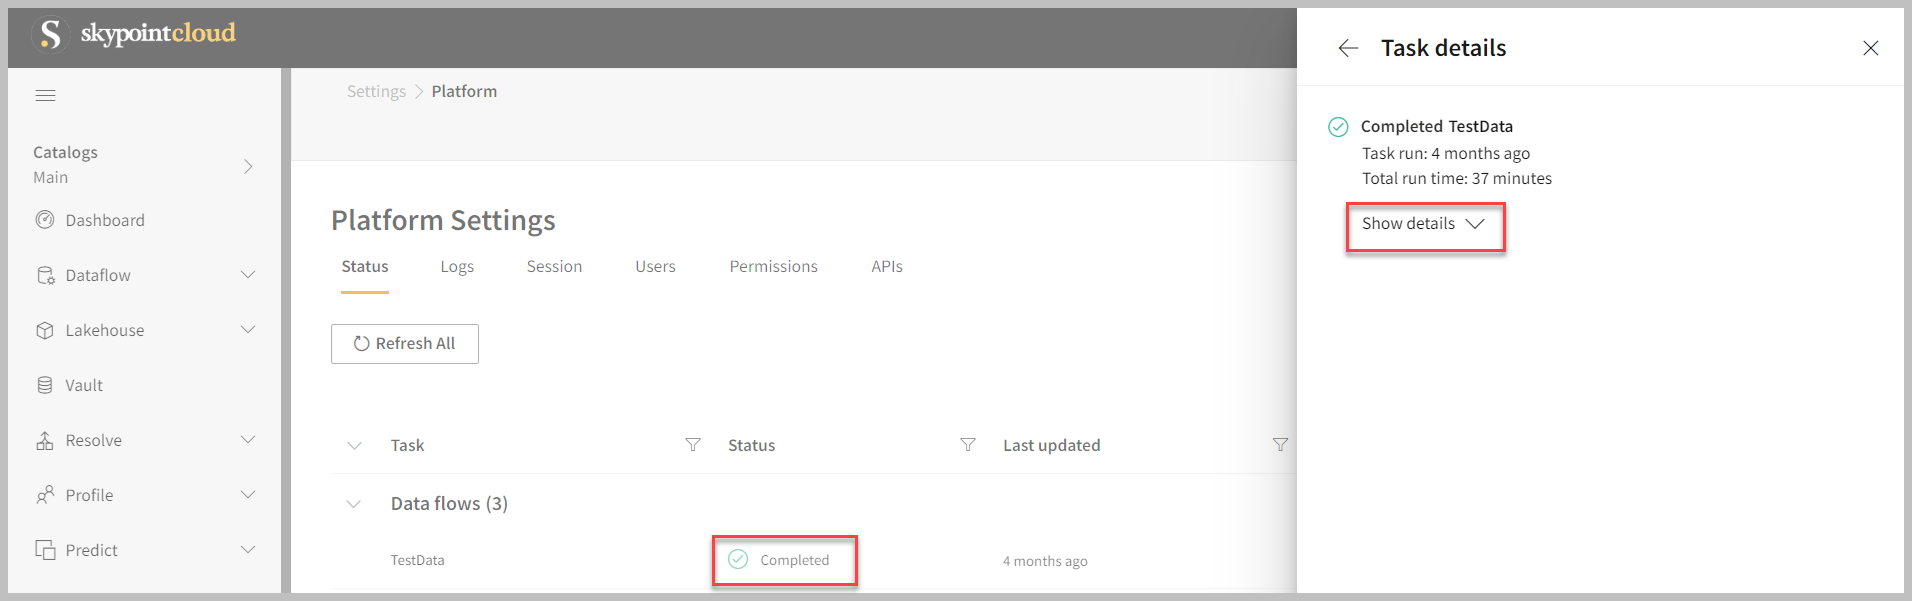 S skypointcloud
Catalogs
Main
Dashboard
Dataflow
Lakehouse
Vault
Resolve
Profile
Predict
Settings Platform
Platform Settings
Status Logs Session Users Permissions APIs
Refresh All
Task Status Last updated
Data flows (3)
TestData Completed 4 months ago
Task details
Completed TestData
Task run: 4 months ago
Total run time: 37 minutes
Show details